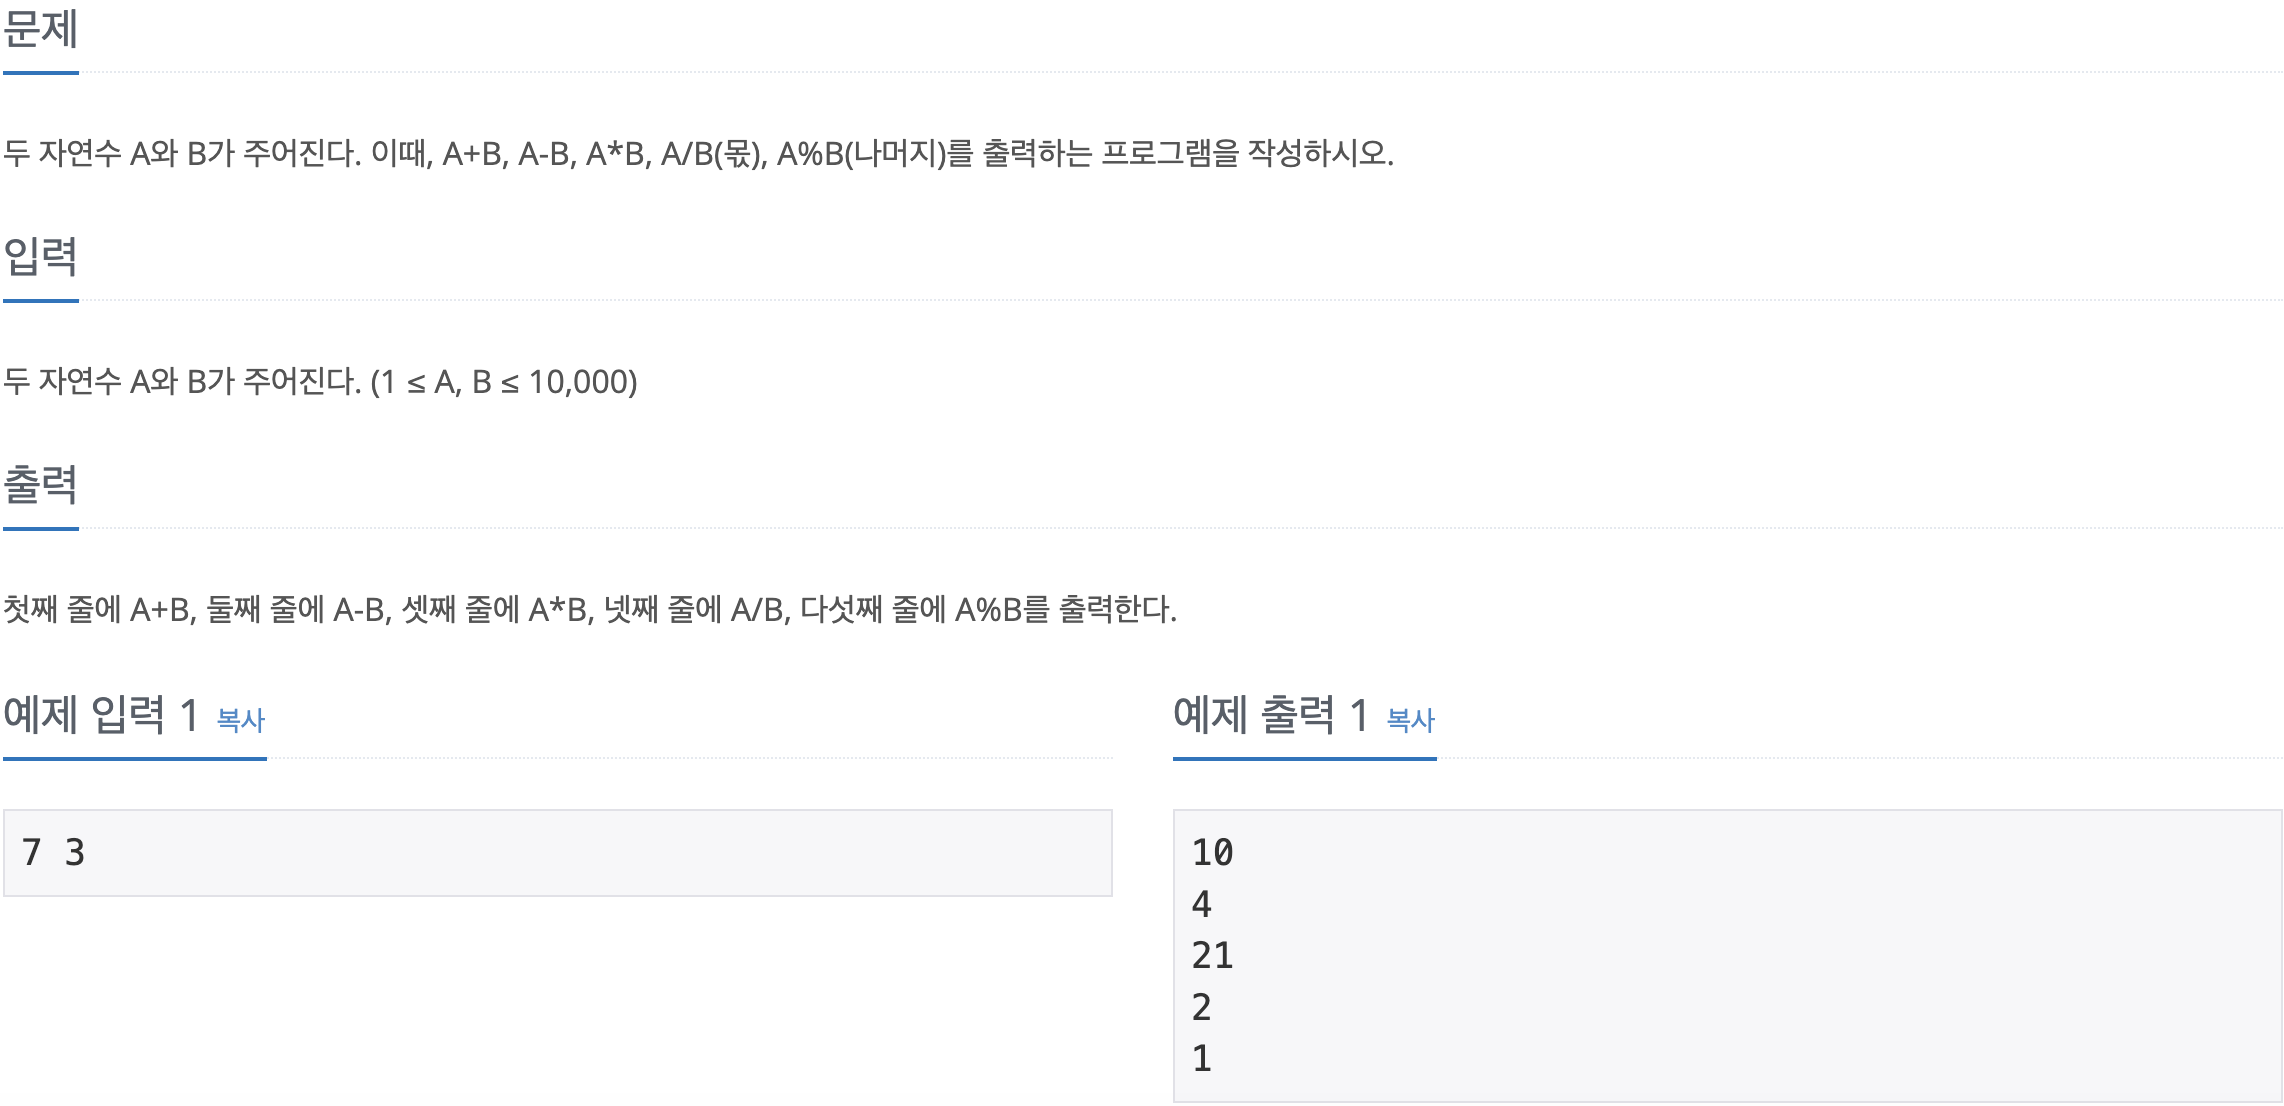 문제
두 자연수 A와 B가 주어진다. 이때, A+B, A-B, A*B, A/B(몫), A%B(나머지)를 출력하는 프로그램을 작성하시오.
입력
두 자연수 A와 B가 주어진다. (1 ≤ A, B ≤ 10,000)
출력
첫째 줄에 A+B, 둘째 줄에 A-B, 셋째 줄에 A*B, 넷째 줄에 A/B, 다섯째 줄에 A%B를 출력한다.
예제 입력 1 복사
7 3
예제 출력 1 복사
10
4
21
2
1